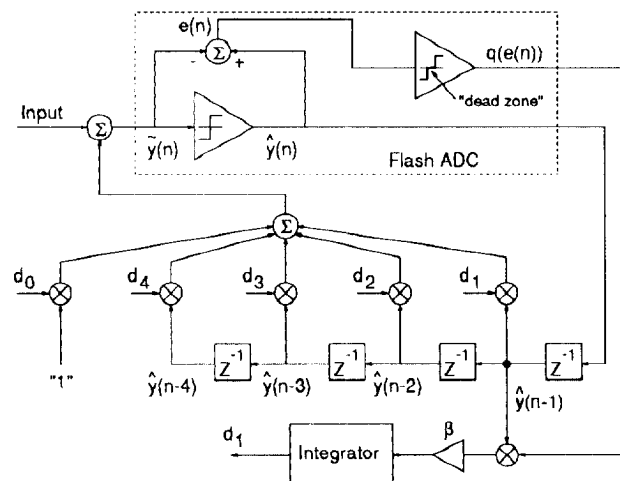 e(n)
Σ
- +
q(e(n))
"dead zone"
Input
Σ
ỹ(n)
ŷ(n)
Flash ADC
Σ
d₀
d₄
d₃
d₂
d₁
Z⁻¹
Z⁻¹
Z⁻¹
Z⁻¹
"1"
ŷ(n-4)
ŷ(n-3)
ŷ(n-2)
ŷ(n-1)
d₁
Integrator
β